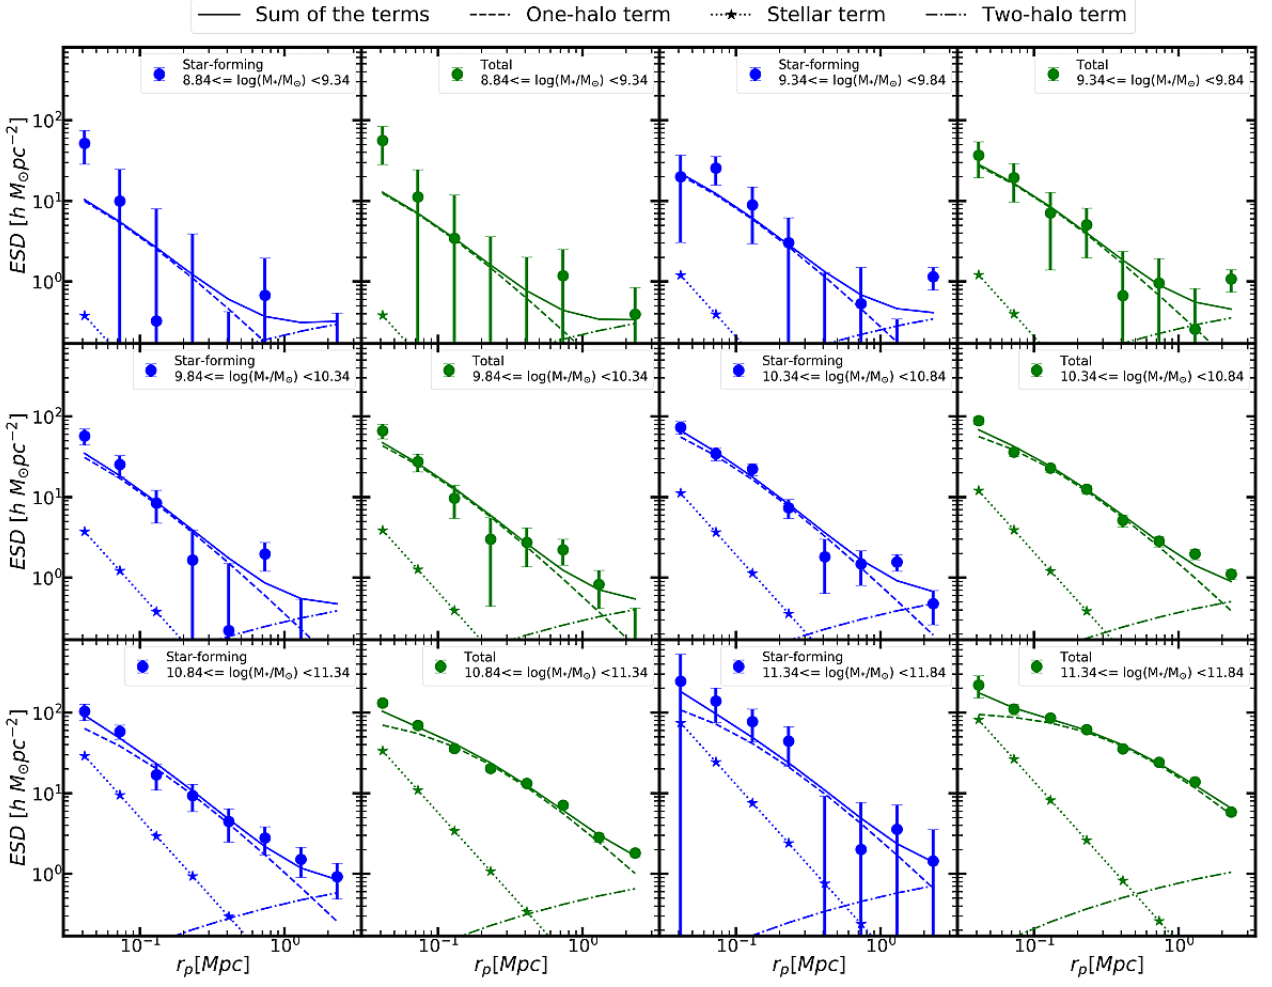 Sum of the terms One-halo term Stellar term Two-halo term
Star-forming
8.84<= log(M*/M⊙) <9.34
Total
8.84<= log(M*/M⊙) <9.34
Star-forming
9.34<= log(M*/M⊙) <9.84
Total
9.34<= log(M*/M⊙) <9.84
ESD [h M⊙pc⁻²]
10²
10¹
10⁰
Star-forming
9.84<= log(M*/M⊙) <10.34
Total
9.84<= log(M*/M⊙) <10.34
Star-forming
10.34<= log(M*/M⊙) <10.84
Total
10.34<= log(M*/M⊙) <10.84
ESD [h M⊙pc⁻²]
10²
10¹
10⁰
Star-forming
10.84<= log(M*/M⊙) <11.34
Total
10.84<= log(M*/M⊙) <11.34
Star-forming
11.34<= log(M*/M⊙) <11.84
Total
11.34<= log(M*/M⊙) <11.84
ESD [h M⊙pc⁻²]
10²
10¹
10⁰
10⁻¹ 10⁰ 10⁻¹ 10⁰ 10⁻¹ 10⁰ 10⁻¹ 10⁰
rₚ[Mpc] rₚ[Mpc] rₚ[Mpc] rₚ[Mpc]